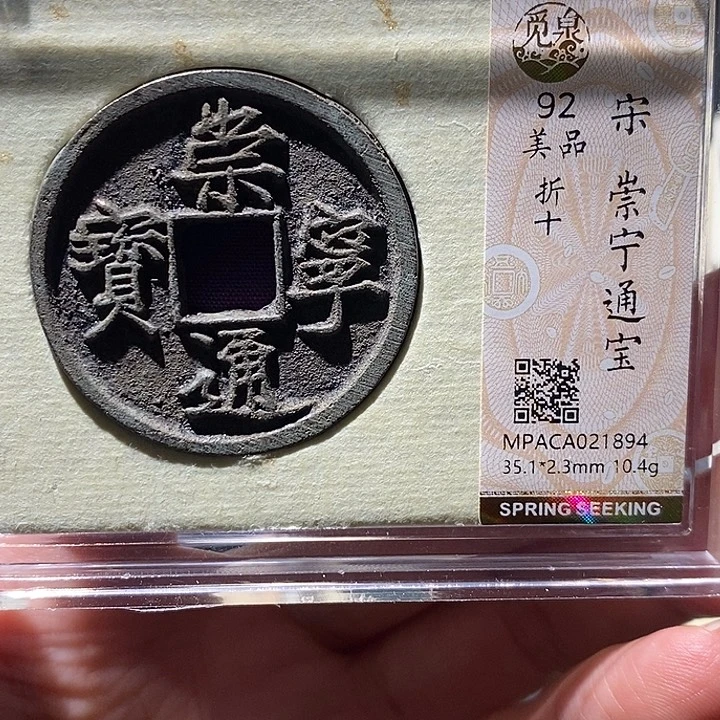 崇寧通寶
覓泉
92
美品
折十
宋 崇宁通宝
MPACA021894
35.1*2.3mm 10.4g
SPRING SEEKING